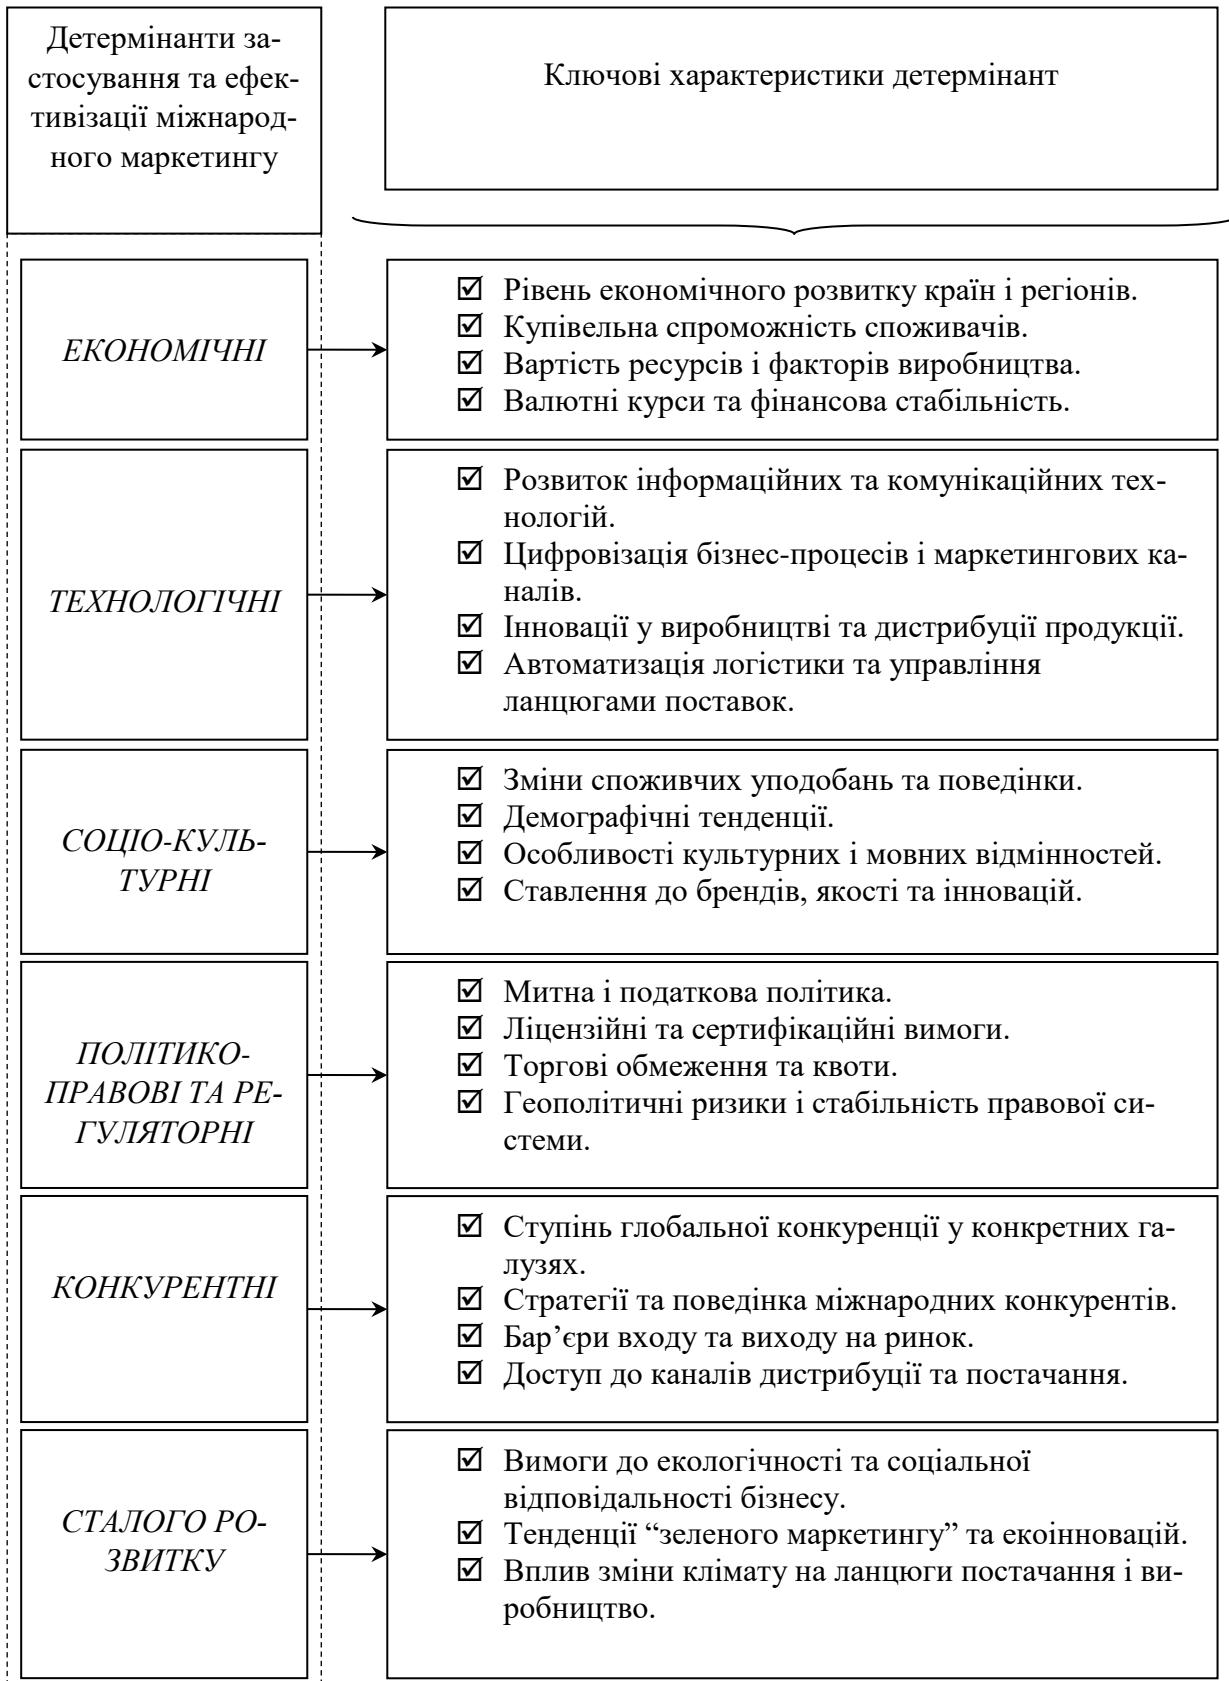 Детермінанти за-
стосування та ефек-
тивізації міжнарод-
ного маркетингу
Ключові характеристики детермінант
ЕКОНОМІЧНІ
Рівень економічного розвитку країн і регіонів.
Купівельна спроможність споживачів.
Вартість ресурсів і факторів виробництва.
Валютні курси та фінансова стабільність.
ТЕХНОЛОГІЧНІ
Розвиток інформаційних та комунікаційних тех-
нологій.
Цифровізація бізнес-процесів і маркетингових ка-
налів.
Інновації у виробництві та дистрибуції продукції.
Автоматизація логістики та управління
ланцюгами поставок.
СОЦІО-КУЛЬ-
ТУРНІ
Зміни споживчих уподобань та поведінки.
Демографічні тенденції.
Особливості культурних і мовних відмінностей.
Ставлення до брендів, якості та інновацій.
ПОЛІТИКО-
ПРАВОВІ ТА РЕ-
ГУЛЯТОРНІ
Митна і податкова політика.
Ліцензійні та сертифікаційні вимоги.
Торгові обмеження та квоти.
Геополітичні ризики і стабільність правової си-
стеми.
КОНКУРЕНТНІ
Ступінь глобальної конкуренції у конкретних га-
лузях.
Стратегії та поведінка міжнародних конкурентів.
Бар’єри входу та виходу на ринок.
Доступ до каналів дистрибуції та постачання.
СТАЛОГО РО-
ЗВИТКУ
Вимоги до екологічності та соціальної
відповідальності бізнесу.
Тенденції “зеленого маркетингу” та екоінновацій.
Вплив зміни клімату на ланцюги постачання і ви-
робництво.